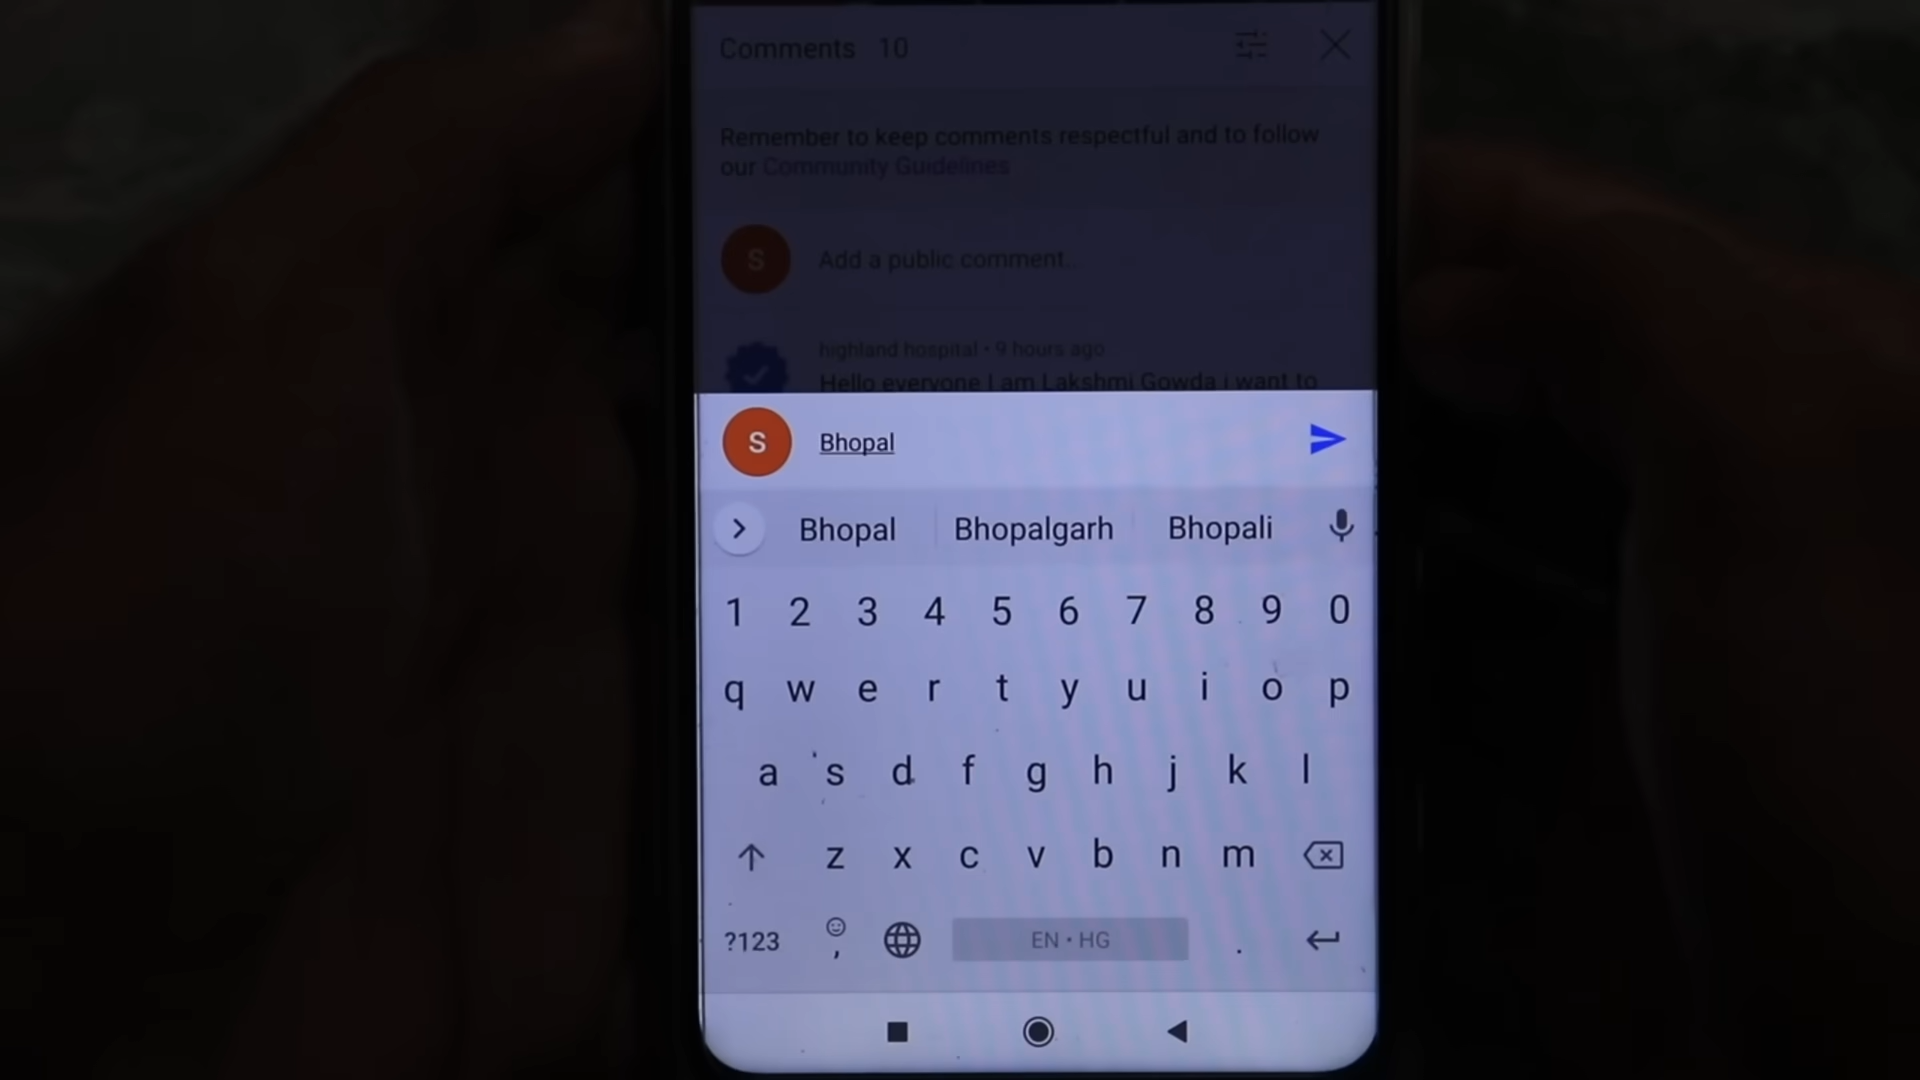 Comments 10
Remember to keep comments respectful and to follow
our Community Guidelines
S Add a public comment..
highland hospital • 9 hours ago
Hello everyone I am Lakshmi Gowda i want to
S Bhopal
Bhopal Bhopalgarh Bhopali
1 2 3 4 5 6 7 8 9 0
q w e r t y u i o p
a s d f g h j k l
z x c v b n m
?123 , EN • HG .